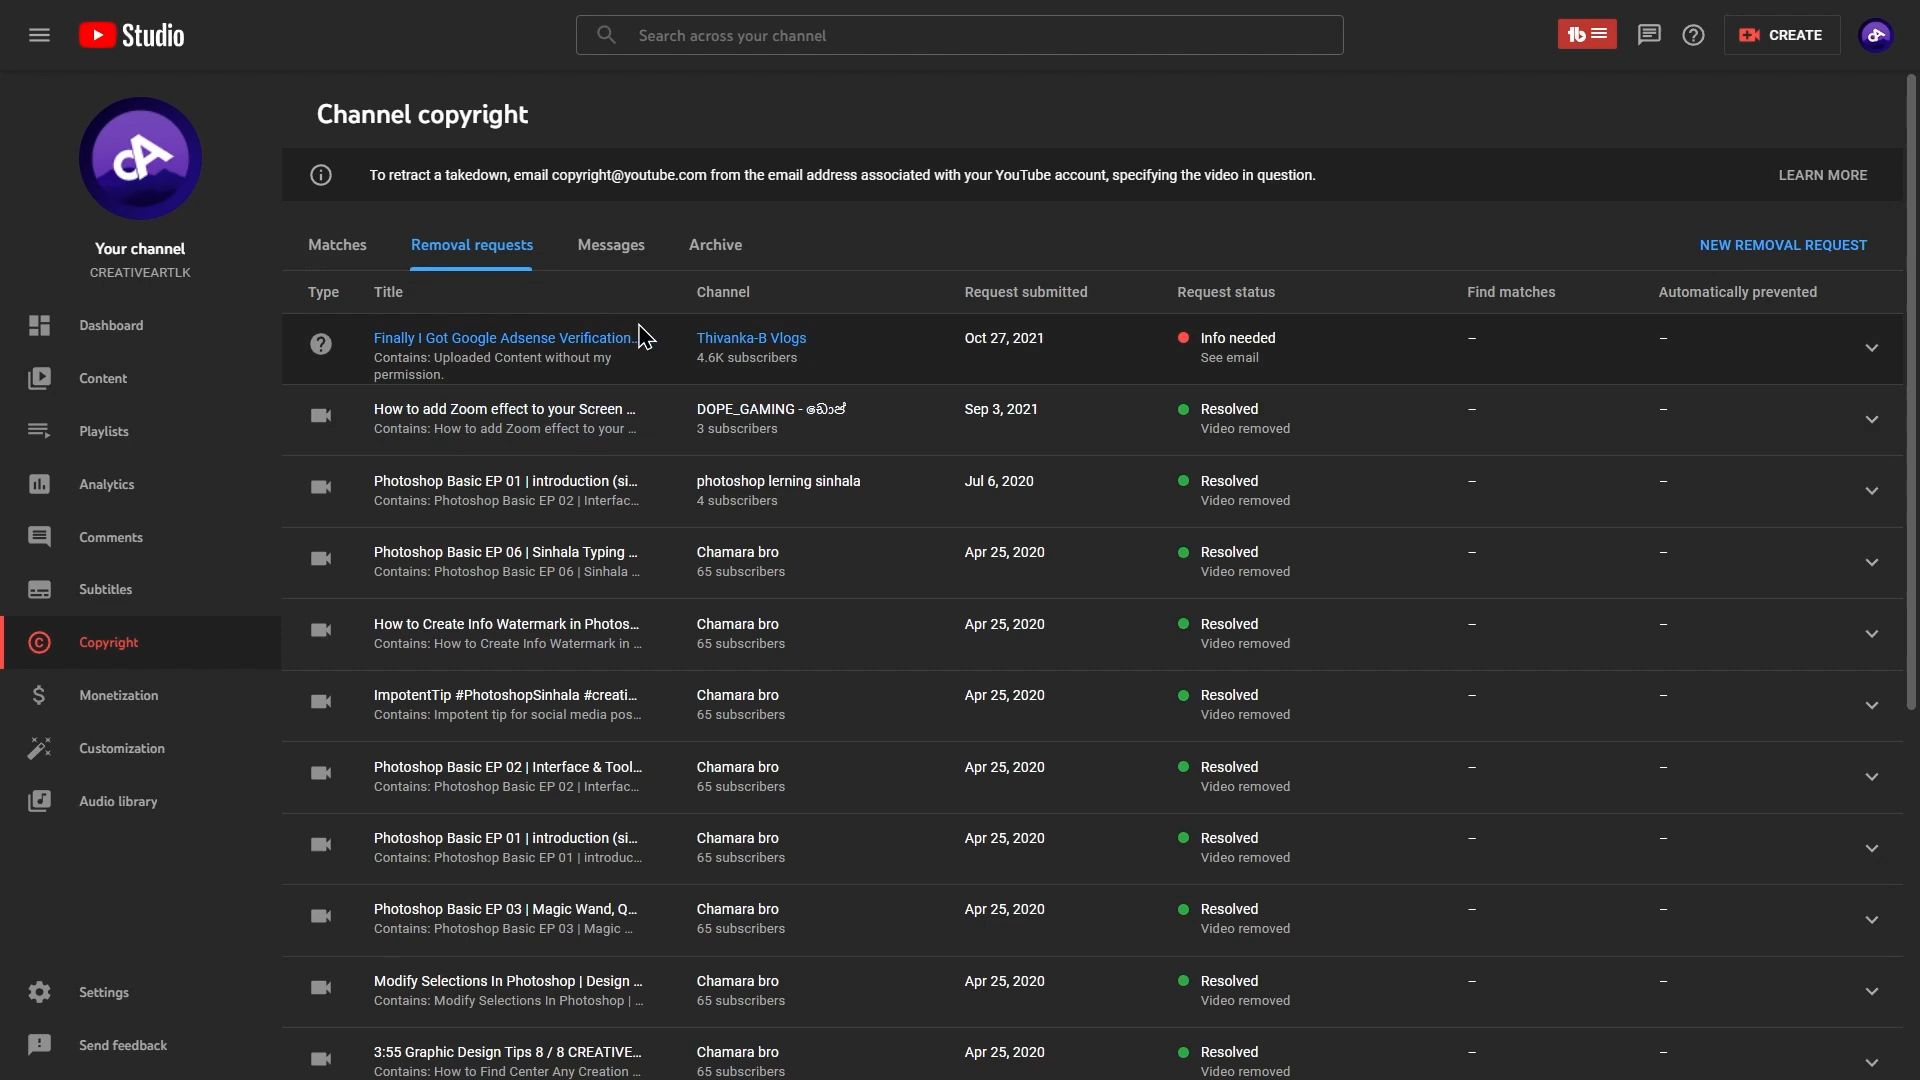 Studio
Search across your channel
CREATE
Channel copyright
To retract a takedown, email copyright@youtube.com from the email address associated with your YouTube account, specifying the video in question.
LEARN MORE
Your channel
CREATIVEARTLK
Dashboard
Content
Playlists
Analytics
Comments
Subtitles
Copyright
Monetization
Customization
Audio library
Settings
Send feedback
Matches Removal requests Messages Archive
NEW REMOVAL REQUEST
Type Title Channel Request submitted Request status Find matches Automatically prevented
Finally I Got Google Adsense Verification... Thivanka-B Vlogs Oct 27, 2021 Info needed – –
Contains: Uploaded Content without my 4.6K subscribers See email
permission.
How to add Zoom effect to your Screen ... DOPE_GAMING - ඩොප් Sep 3, 2021 Resolved – –
Contains: How to add Zoom effect to your ... 3 subscribers Video removed
Photoshop Basic EP 01 | introduction (si... photoshop lerning sinhala Jul 6, 2020 Resolved – –
Contains: Photoshop Basic EP 02 | Interfac... 4 subscribers Video removed
Photoshop Basic EP 06 | Sinhala Typing ... Chamara bro Apr 25, 2020 Resolved – –
Contains: Photoshop Basic EP 06 | Sinhala ... 65 subscribers Video removed
How to Create Info Watermark in Photos... Chamara bro Apr 25, 2020 Resolved – –
Contains: How to Create Info Watermark in ... 65 subscribers Video removed
ImpotentTip #PhotoshopSinhala #creati... Chamara bro Apr 25, 2020 Resolved – –
Contains: Impotent tip for social media pos... 65 subscribers Video removed
Photoshop Basic EP 02 | Interface & Tool... Chamara bro Apr 25, 2020 Resolved – –
Contains: Photoshop Basic EP 02 | Interfac... 65 subscribers Video removed
Photoshop Basic EP 01 | introduction (si... Chamara bro Apr 25, 2020 Resolved – –
Contains: Photoshop Basic EP 01 | introduc... 65 subscribers Video removed
Photoshop Basic EP 03 | Magic Wand, Q... Chamara bro Apr 25, 2020 Resolved – –
Contains: Photoshop Basic EP 03 | Magic ... 65 subscribers Video removed
Modify Selections In Photoshop | Design ... Chamara bro Apr 25, 2020 Resolved – –
Contains: Modify Selections In Photoshop | ... 65 subscribers Video removed
3:55 Graphic Design Tips 8 / 8 CREATIVE... Chamara bro Apr 25, 2020 Resolved – –
Contains: How to Find Center Any Creation ... 65 subscribers Video removed